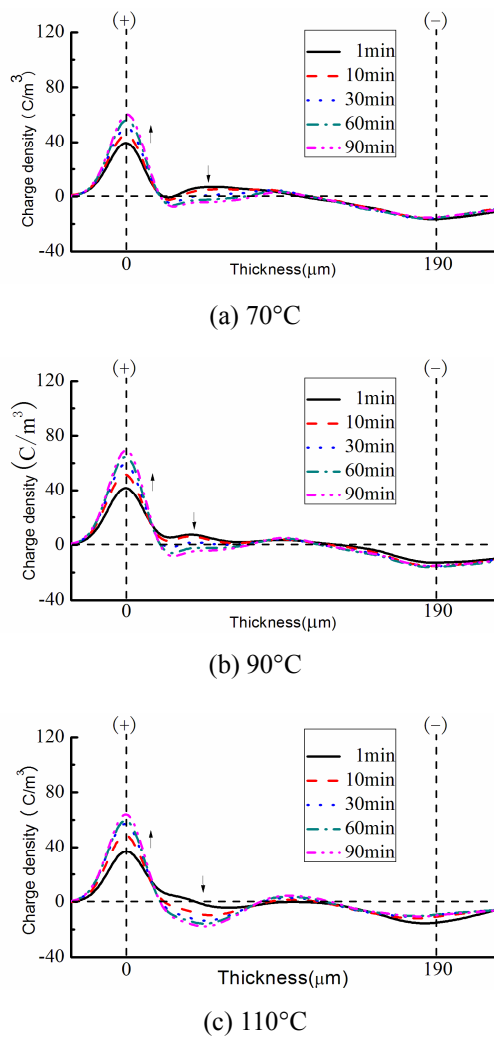 (+)
(−)
120
80
40
0
-40
Charge density ( C/m³)
1min
10min
30min
60min
90min
0
190
Thickness(μm)
(a) 70°C
(+)
(−)
120
80
40
0
-40
Charge density (C/m³)
1min
10min
30min
60min
90min
0
190
Thickness(μm)
(b) 90°C
(+)
(−)
120
80
40
0
-40
Charge density ( C/m³)
1min
10min
30min
60min
90min
0
190
Thickness(μm)
(c) 110°C